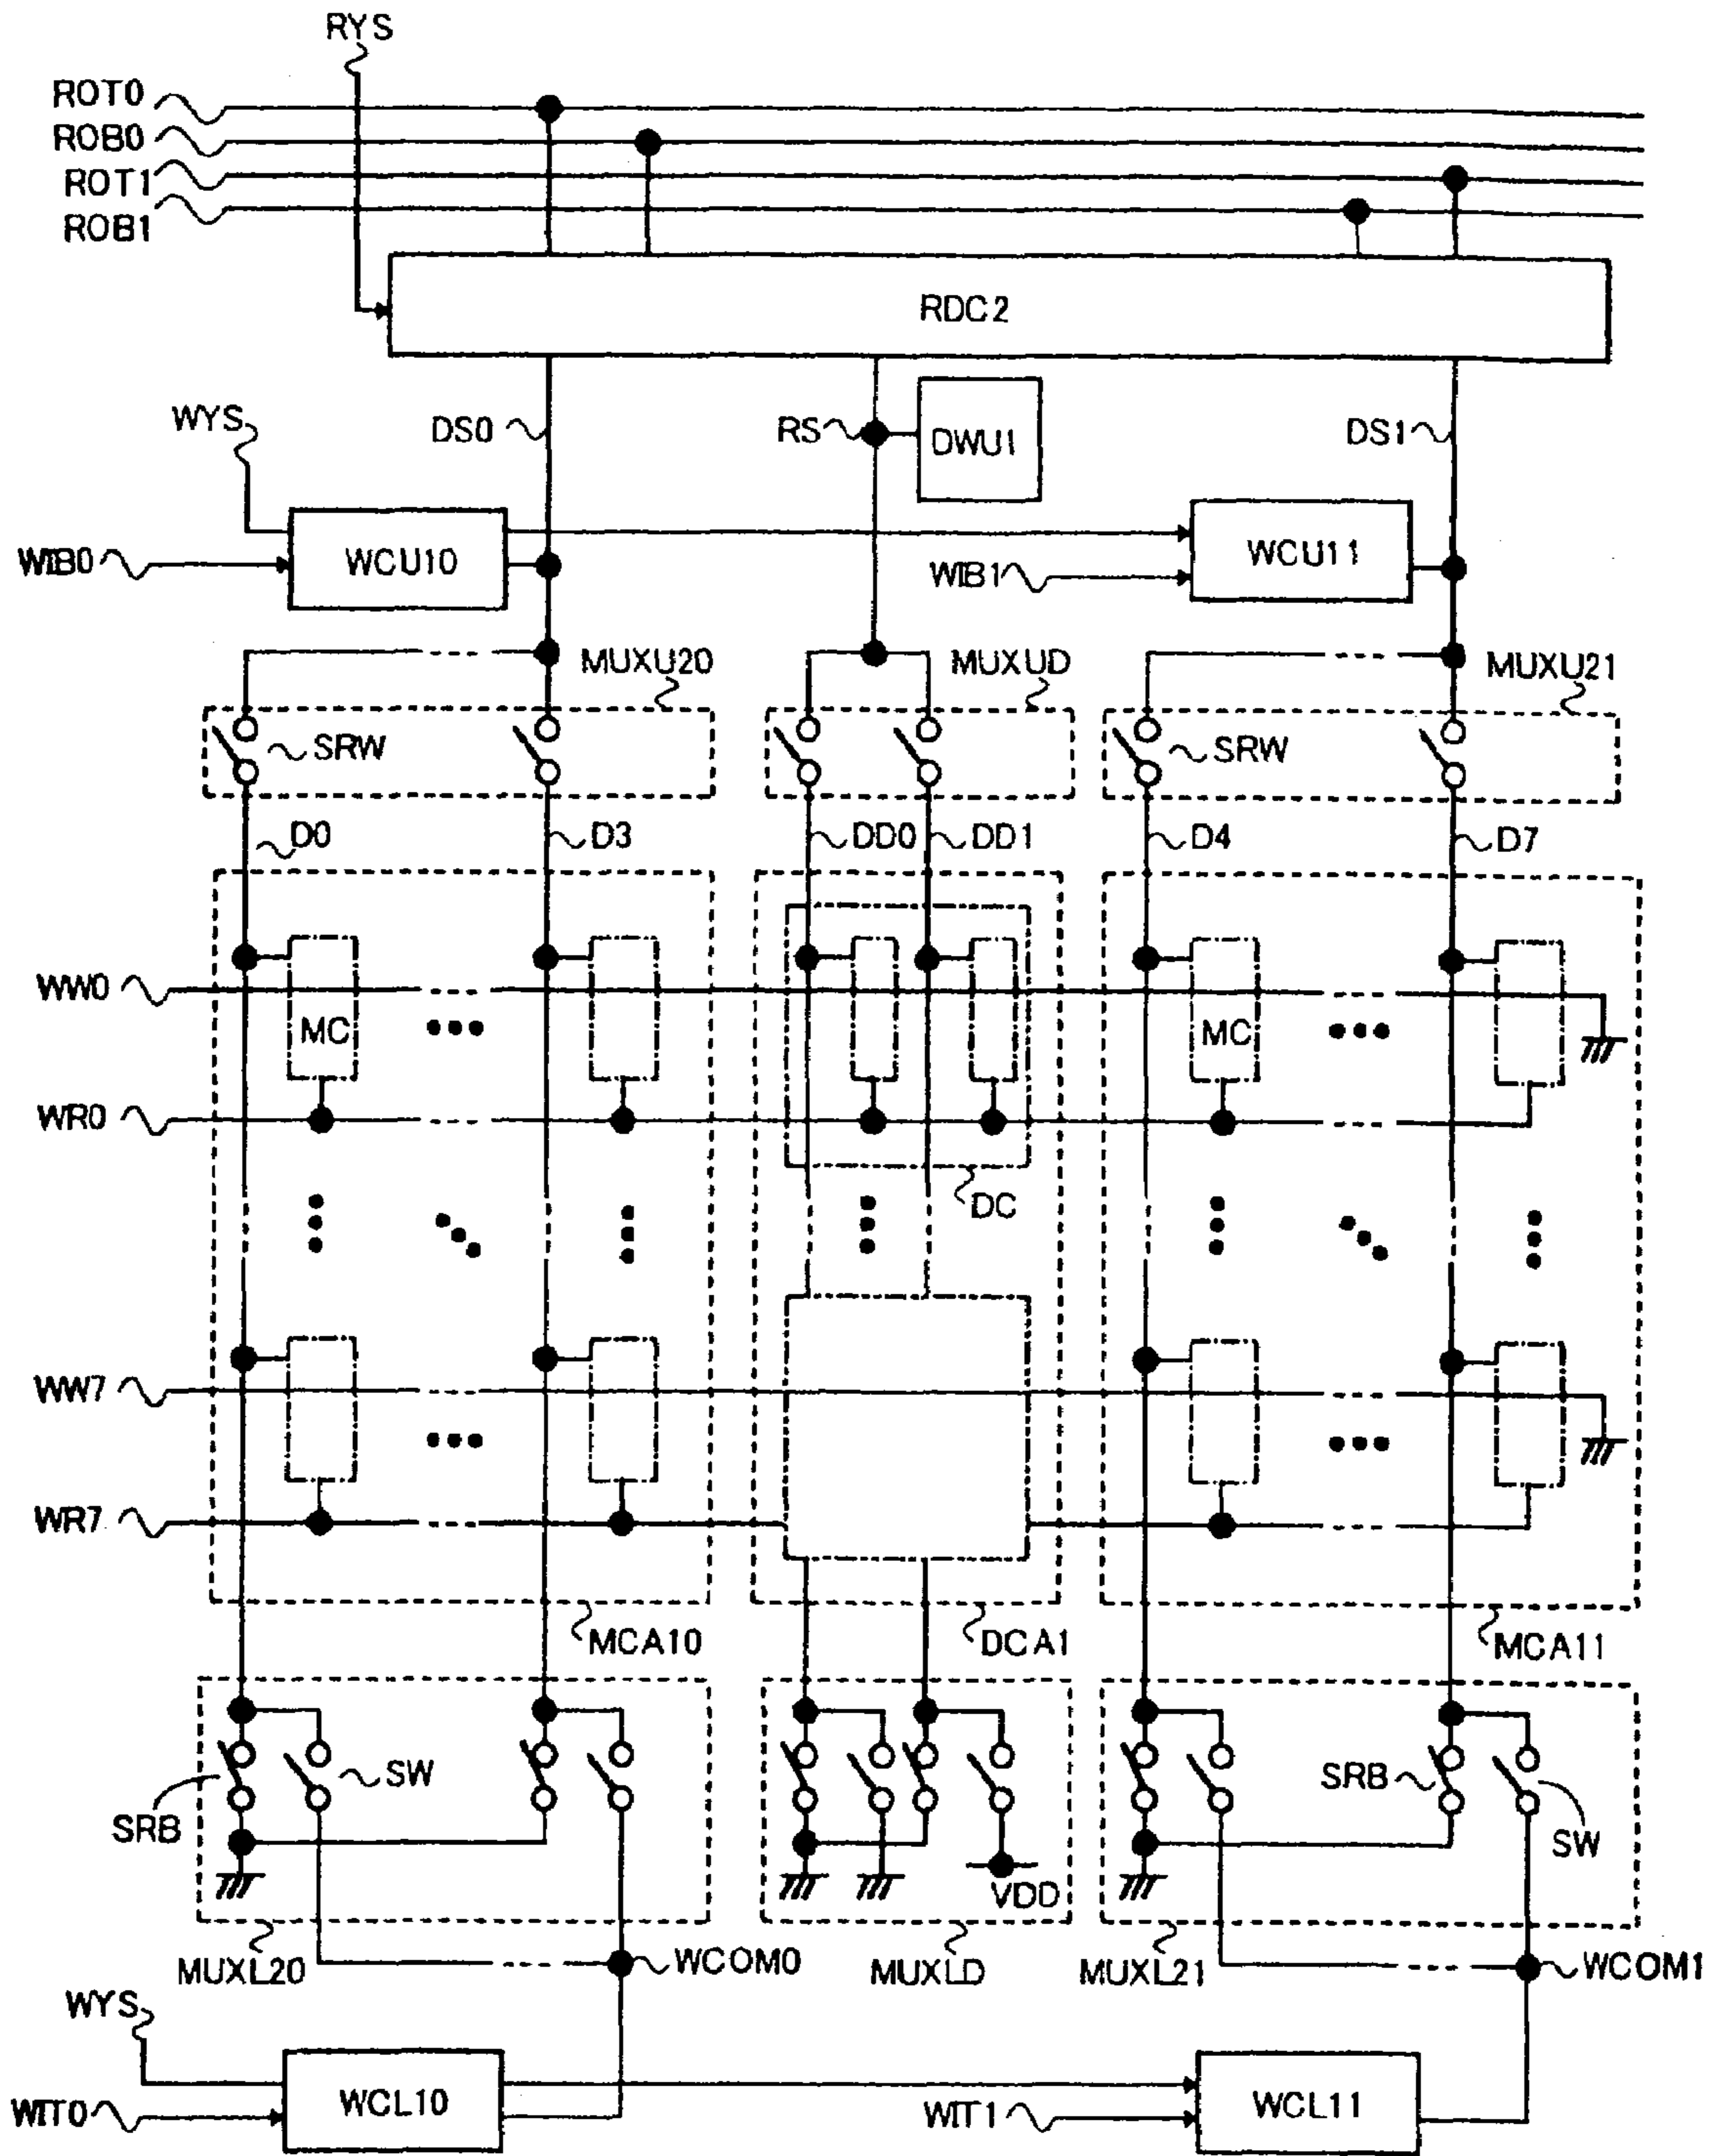 RYS
ROT0
ROB0
ROT1
ROB1
RDC2
WYS
DS0
RS
DWU1
DS1
WIB0
WCU10
WIB1
WCU11
MUXU20
MUXUD
MUXU21
SRW
SRW
D0
D3
DD0
DD1
D4
D7
WW0
MC
MC
WR0
DC
WW7
WR7
MCA10
DCA1
MCA11
SW
SRB
SRB
SW
VDD
MUXL20
WCOM0
MUXLD
MUXL21
WCOM1
WYS
WIT0
WCL10
WIT1
WCL11